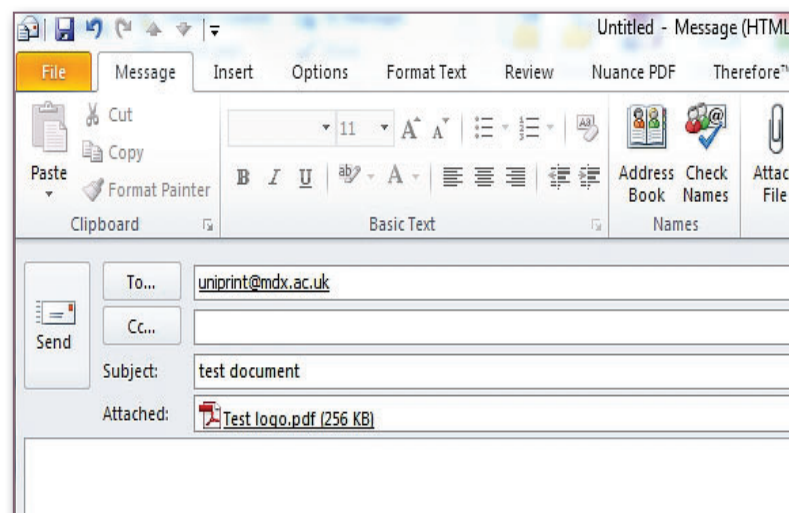 Untitled - Message (HTML
File Message Insert Options Format Text Review Nuance PDF Therefore™
Paste
Cut
Copy
Format Painter
Clipboard
11
B I U
Basic Text
Address Book
Check Names
Names
Attac
File
Send
To... uniprint@mdx.ac.uk
Cc...
Subject: test document
Attached: Test logo.pdf (256 KB)